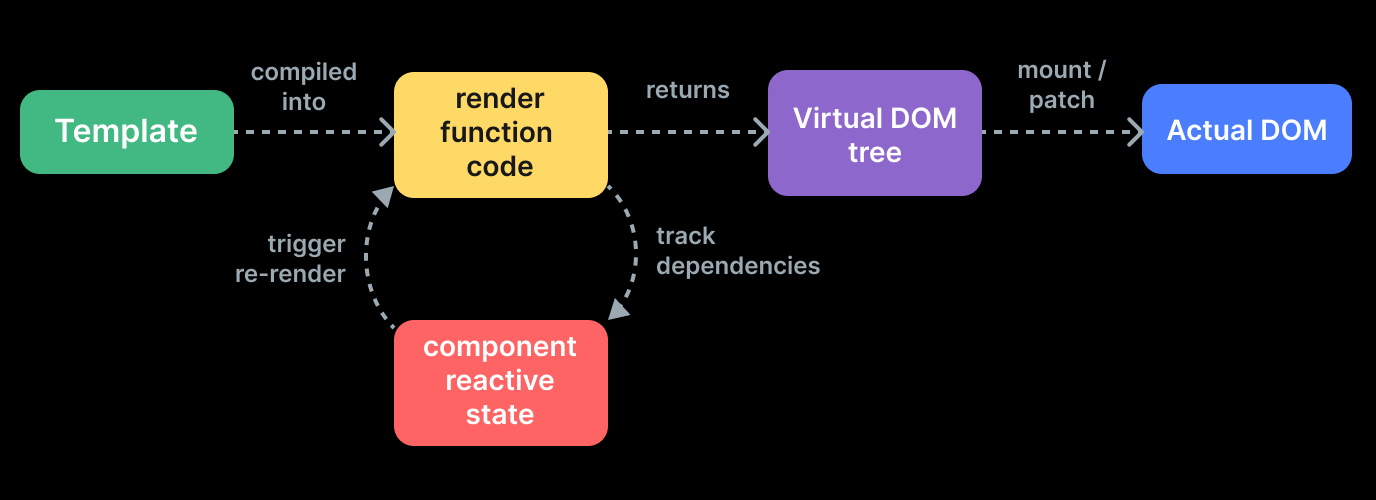 compiled
into
Template
render
function
code
returns
Virtual DOM
tree
mount /
patch
Actual DOM
trigger
re-render
track
dependencies
component
reactive
state